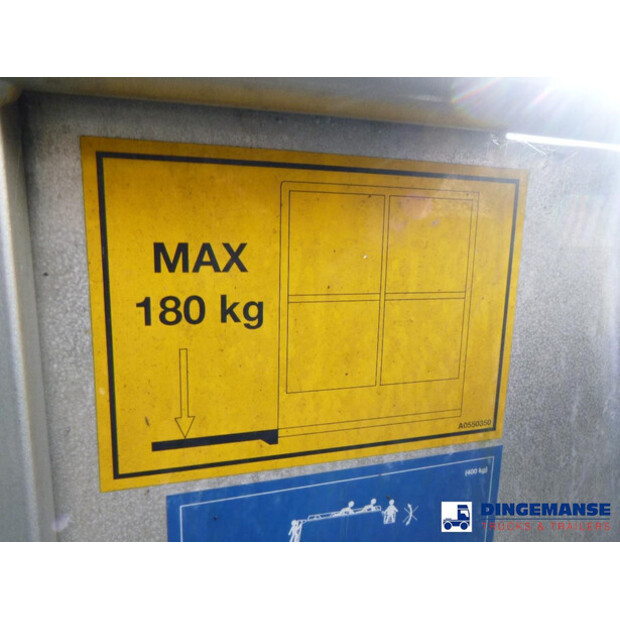 MAX
180 kg
A0550350
(400 kg)
DINGEMANSE
TRUCKS & TRAILERS